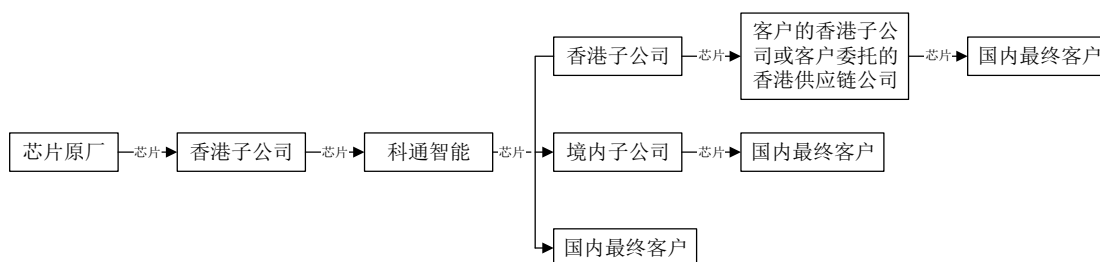 香港子公司
芯片
客户的香港子公
司或客户委托的
香港供应链公司
芯片
国内最终客户
芯片原厂
芯片
香港子公司
芯片
科通智能
芯片
境内子公司
芯片
国内最终客户
国内最终客户